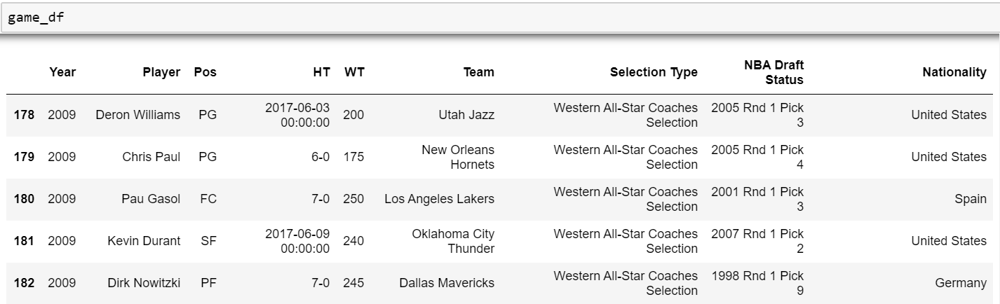 game_df
Year Player Pos HT WT Team Selection Type NBA Draft Status Nationality
178 2009 Deron Williams PG 2017-06-03 00:00:00 200 Utah Jazz Western All-Star Coaches Selection 2005 Rnd 1 Pick 3 United States
179 2009 Chris Paul PG 6-0 175 New Orleans Hornets Western All-Star Coaches Selection 2005 Rnd 1 Pick 4 United States
180 2009 Pau Gasol FC 7-0 250 Los Angeles Lakers Western All-Star Coaches Selection 2001 Rnd 1 Pick 3 Spain
181 2009 Kevin Durant SF 2017-06-09 00:00:00 240 Oklahoma City Thunder Western All-Star Coaches Selection 2007 Rnd 1 Pick 2 United States
182 2009 Dirk Nowitzki PF 7-0 245 Dallas Mavericks Western All-Star Coaches Selection 1998 Rnd 1 Pick 9 Germany